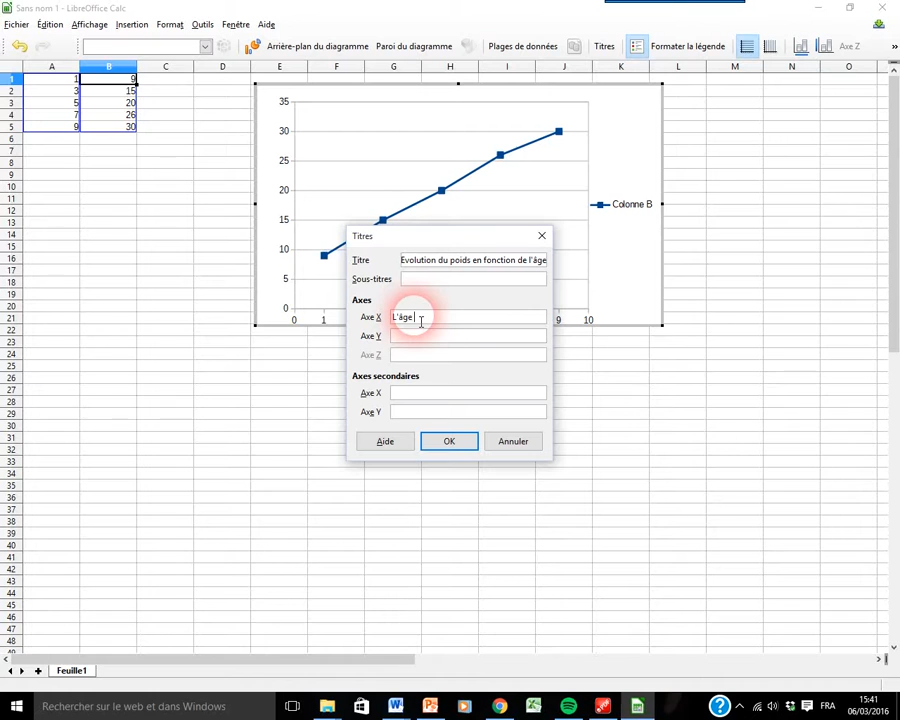 Sans nom 1 - LibreOffice Calc
Fichier Édition Affichage Insertion Format Outils Fenêtre Aide
Arrière-plan du diagramme Paroi du diagramme Plages de données Titres Formater la légende Axe Z »
A B C D E F G H I J K L M N O
1 1 9
2 3 15
3 5 20
4 7 26
5 9 30
6
7
8
9
10
11
12
13
14
15
16
17
18
19
20
21
22
23
24
25
26
27
28
29
30
31
32
33
34
35
36
37
38
39
40
41
42
43
44
45
46
47
48
35
30
25
20
15
10
5
0
0 1 9 10
Colonne B
Titres
Titre Evolution du poids en fonction de l'âge
Sous-titres
Axes
Axe X L'âge
Axe Y
Axe Z
Axes secondaires
Axe X
Axe Y
Aide OK Annuler
Feuille1
Rechercher sur le web et dans Windows
FRA
15:41
06/03/2016